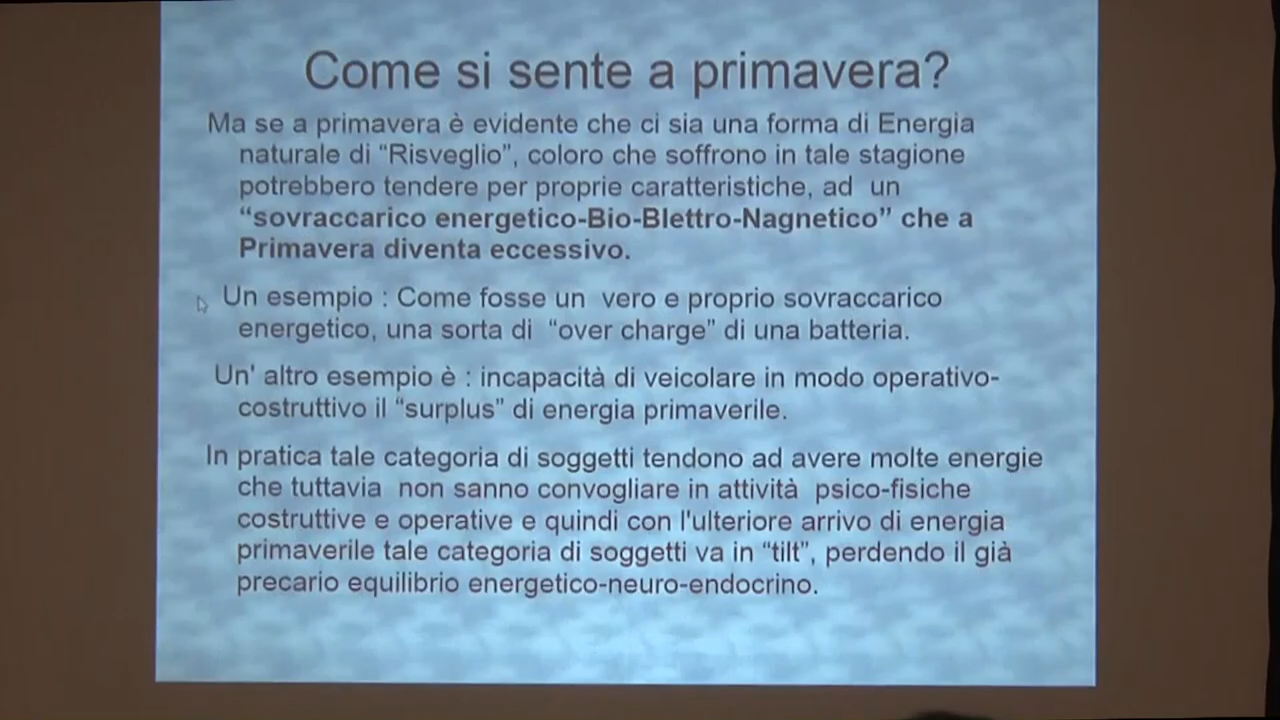 Come si sente a primavera?
Ma se a primavera è evidente che ci sia una forma di Energia
naturale di “Risveglio”, coloro che soffrono in tale stagione
potrebbero tendere per proprie caratteristiche, ad un
“sovraccarico energetico-Bio-Blettro-Nagnetico” che a
Primavera diventa eccessivo.
Un esempio : Come fosse un vero e proprio sovraccarico
energetico, una sorta di “over charge” di una batteria.
Un' altro esempio è : incapacità di veicolare in modo operativo-
costruttivo il “surplus” di energia primaverile.
In pratica tale categoria di soggetti tendono ad avere molte energie
che tuttavia non sanno convogliare in attività psico-fisiche
costruttive e operative e quindi con l'ulteriore arrivo di energia
primaverile tale categoria di soggetti va in “tilt”, perdendo il già
precario equilibrio energetico-neuro-endocrino.